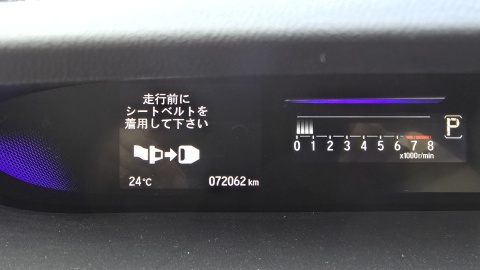 走行前に
シートベルトを
着用して下さい
24℃ 072062 km
0 1 2 3 4 5 6 7 8
x1000r/min
P